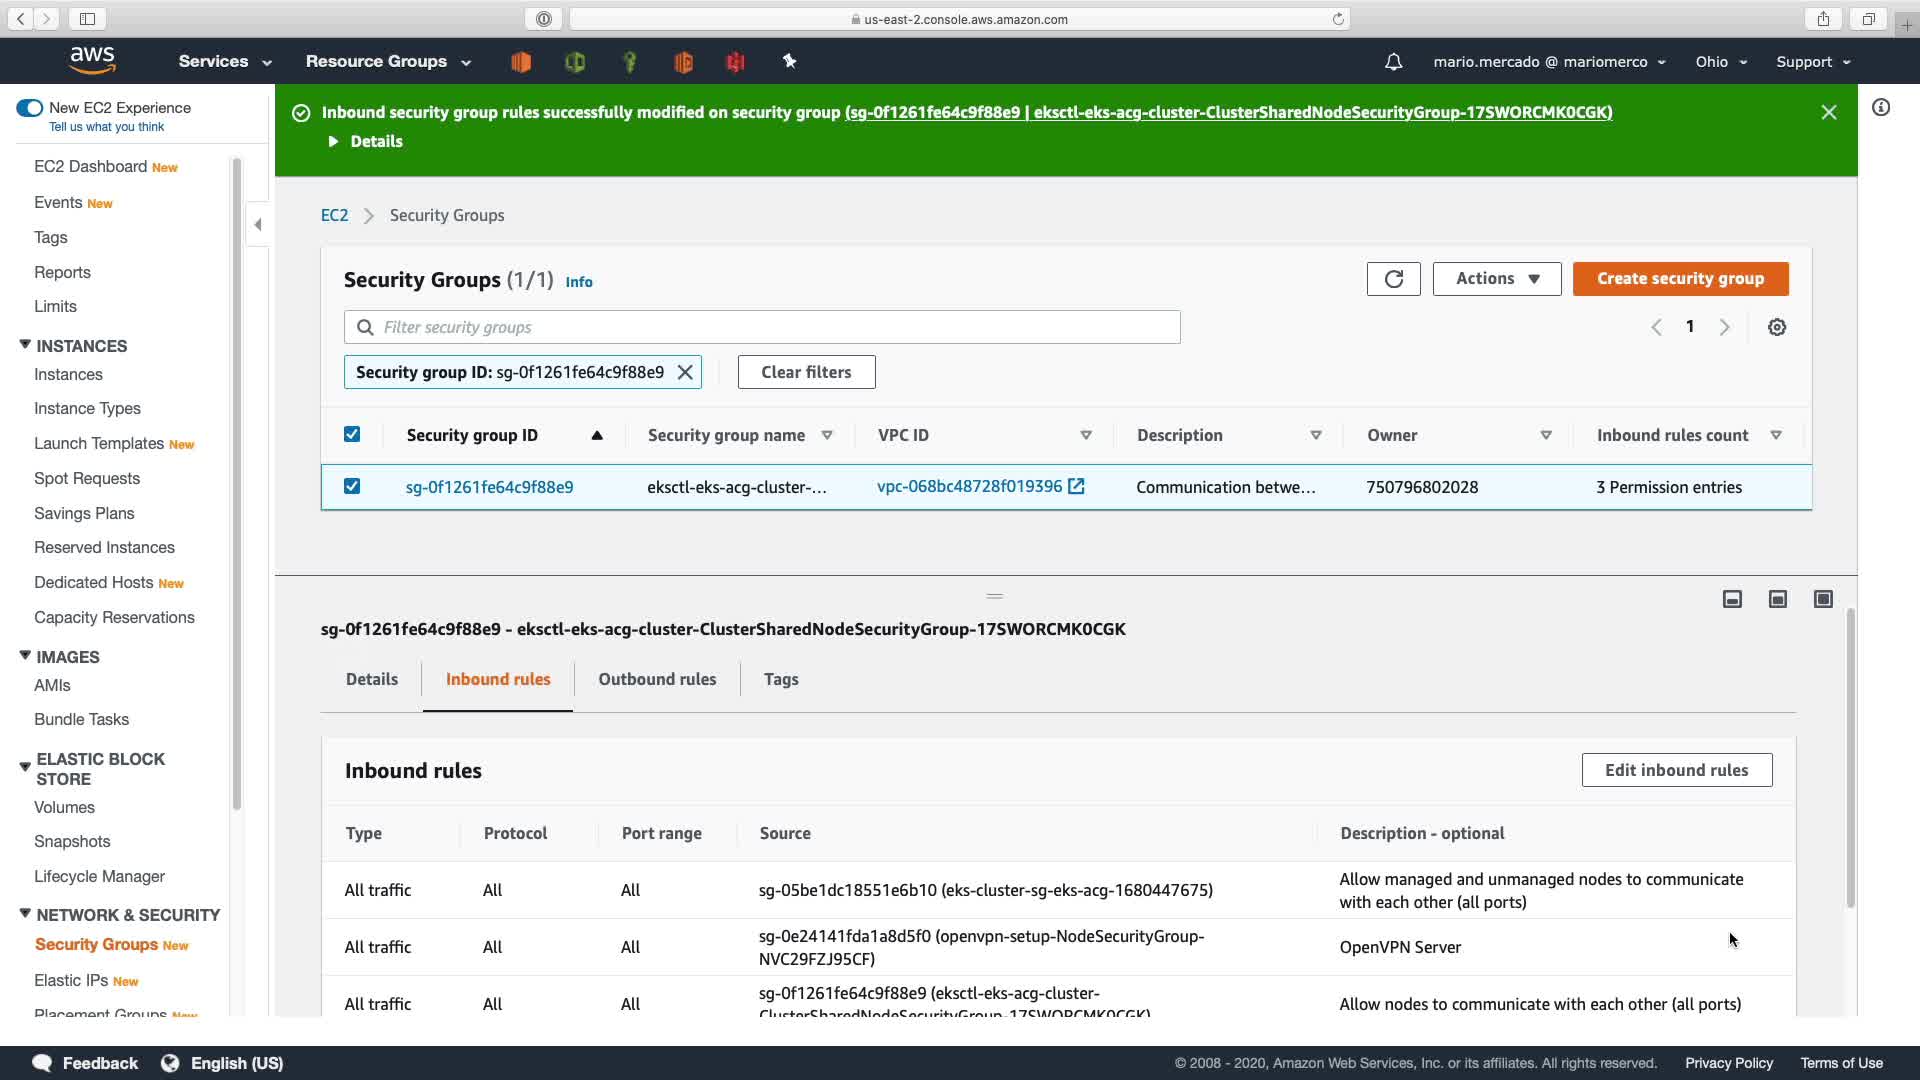 us-east-2.console.aws.amazon.com
aws
Services
Resource Groups
mario.mercado @ mariomerco
Ohio
Support
New EC2 Experience
Tell us what you think
Inbound security group rules successfully modified on security group (sg-0f1261fe64c9f88e9 | eksctl-eks-acg-cluster-ClusterSharedNodeSecurityGroup-17SWORCMK0CGK)
Details
EC2 Dashboard New
Events New
Tags
Reports
Limits
INSTANCES
Instances
Instance Types
Launch Templates New
Spot Requests
Savings Plans
Reserved Instances
Dedicated Hosts New
Capacity Reservations
IMAGES
AMIs
Bundle Tasks
ELASTIC BLOCK
STORE
Volumes
Snapshots
Lifecycle Manager
NETWORK & SECURITY
Security Groups New
Elastic IPs New
Placement Groups New
EC2 > Security Groups
Security Groups (1/1) Info
Actions
Create security group
Filter security groups
1
Security group ID: sg-0f1261fe64c9f88e9
Clear filters
Security group ID
Security group name
VPC ID
Description
Owner
Inbound rules count
sg-0f1261fe64c9f88e9
eksctl-eks-acg-cluster-...
vpc-068bc48728f019396
Communication betwe...
750796802028
3 Permission entries
sg-0f1261fe64c9f88e9 - eksctl-eks-acg-cluster-ClusterSharedNodeSecurityGroup-17SWORCMK0CGK
Details
Inbound rules
Outbound rules
Tags
Inbound rules
Edit inbound rules
Type
Protocol
Port range
Source
Description - optional
All traffic
All
All
sg-05be1dc18551e6b10 (eks-cluster-sg-eks-acg-1680447675)
Allow managed and unmanaged nodes to communicate
with each other (all ports)
All traffic
All
All
sg-0e24141fda1a8d5f0 (openvpn-setup-NodeSecurityGroup-
NVC29FZJ95CF)
OpenVPN Server
All traffic
All
All
sg-0f1261fe64c9f88e9 (eksctl-eks-acg-cluster-
ClusterSharedNodeSecurityGroup-17SWORCMK0CGK)
Allow nodes to communicate with each other (all ports)
Feedback
English (US)
© 2008 - 2020, Amazon Web Services, Inc. or its affiliates. All rights reserved.
Privacy Policy
Terms of Use